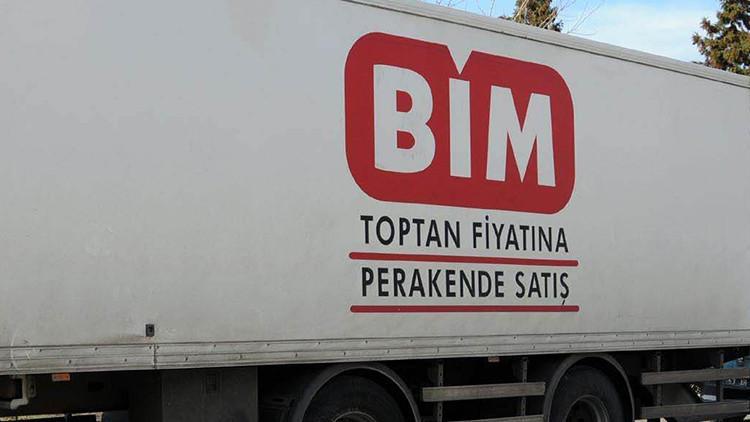 BİM
TOPTAN FİYATINA
PERAKENDE SATIŞ